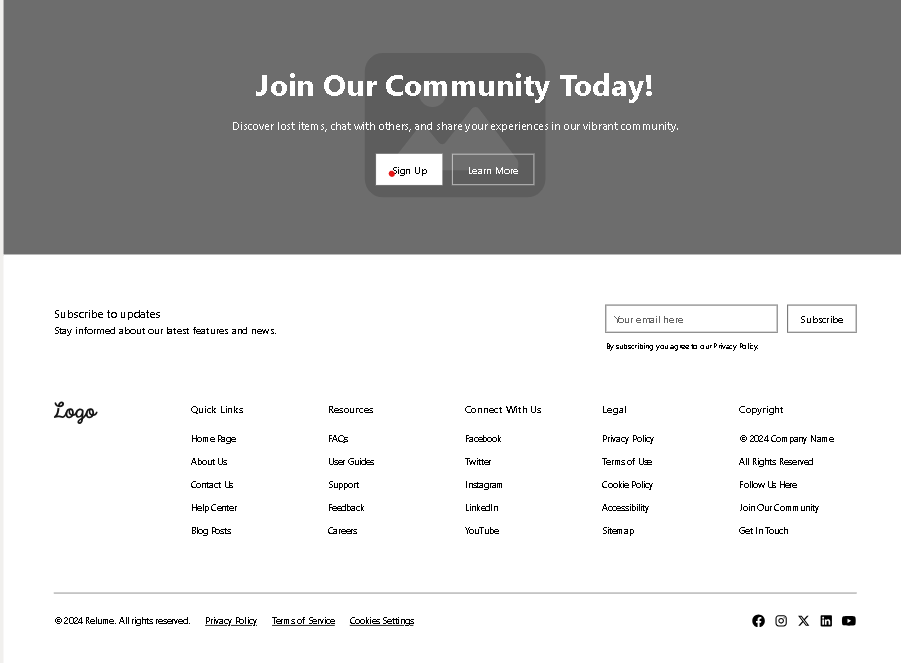 Join Our Community Today!
Discover lost items, chat with others, and share your experiences in our vibrant community.
Sign Up
Learn More
Subscribe to updates
Stay informed about our latest features and news.
Your email here
Subscribe
By subscribing you agree to our Privacy Policy.
Logo
Quick Links
Home Page
About Us
Contact Us
Help Center
Blog Posts
Resources
FAQs
User Guides
Support
Feedback
Careers
Connect With Us
Facebook
Twitter
Instagram
LinkedIn
YouTube
Legal
Privacy Policy
Terms of Use
Cookie Policy
Accessibility
Sitemap
Copyright
© 2024 Company Name
All Rights Reserved
Follow Us Here
Join Our Community
Get In Touch
© 2024 Relume. All rights reserved.
Privacy Policy
Terms of Service
Cookies Settings